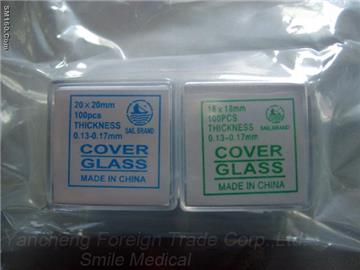 SM160.Com
20×20mm
100pcs
THICKNESS
0.13-0.17mm
SAIL BRAND
COVER
GLASS
MADE IN CHINA
18×18mm
100PCS
THICKNESS
0.13-0.17mm
SAIL BRAND
COVER
GLASS
MADE IN CHINA
Yancheng Foreign Trade Corp.,Ltd.
Smile Medical